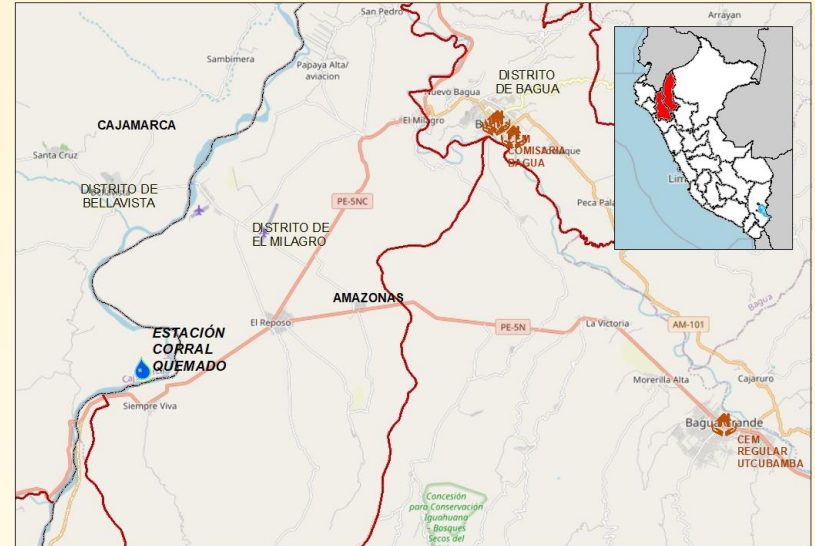 San Pedro
Arrayan
Sambimera
Papaya Alta/
aviacion
DISTRITO
DE BAGUA
Nuevo Bagua
El Milagro
CAJAMARCA
CEM
COMISARIA
BAGUA
Santa Cruz
DISTRITO DE
BELLAVISTA
PE-5NC
Peca Pala
Lim
DISTRITO DE
EL MILAGRO
AMAZONAS
Bagua
El Reposo
PE-5N
La Victoria
AM-101
ESTACIÓN
CORRAL
QUEMADO
Siempre Viva
Morerilla Alta
Cajaruro
Bagua Grande
CEM
REGULAR
UTCUBAMBA
Concesión
para Conservación
Iguahuana
- Bosques
Secos del